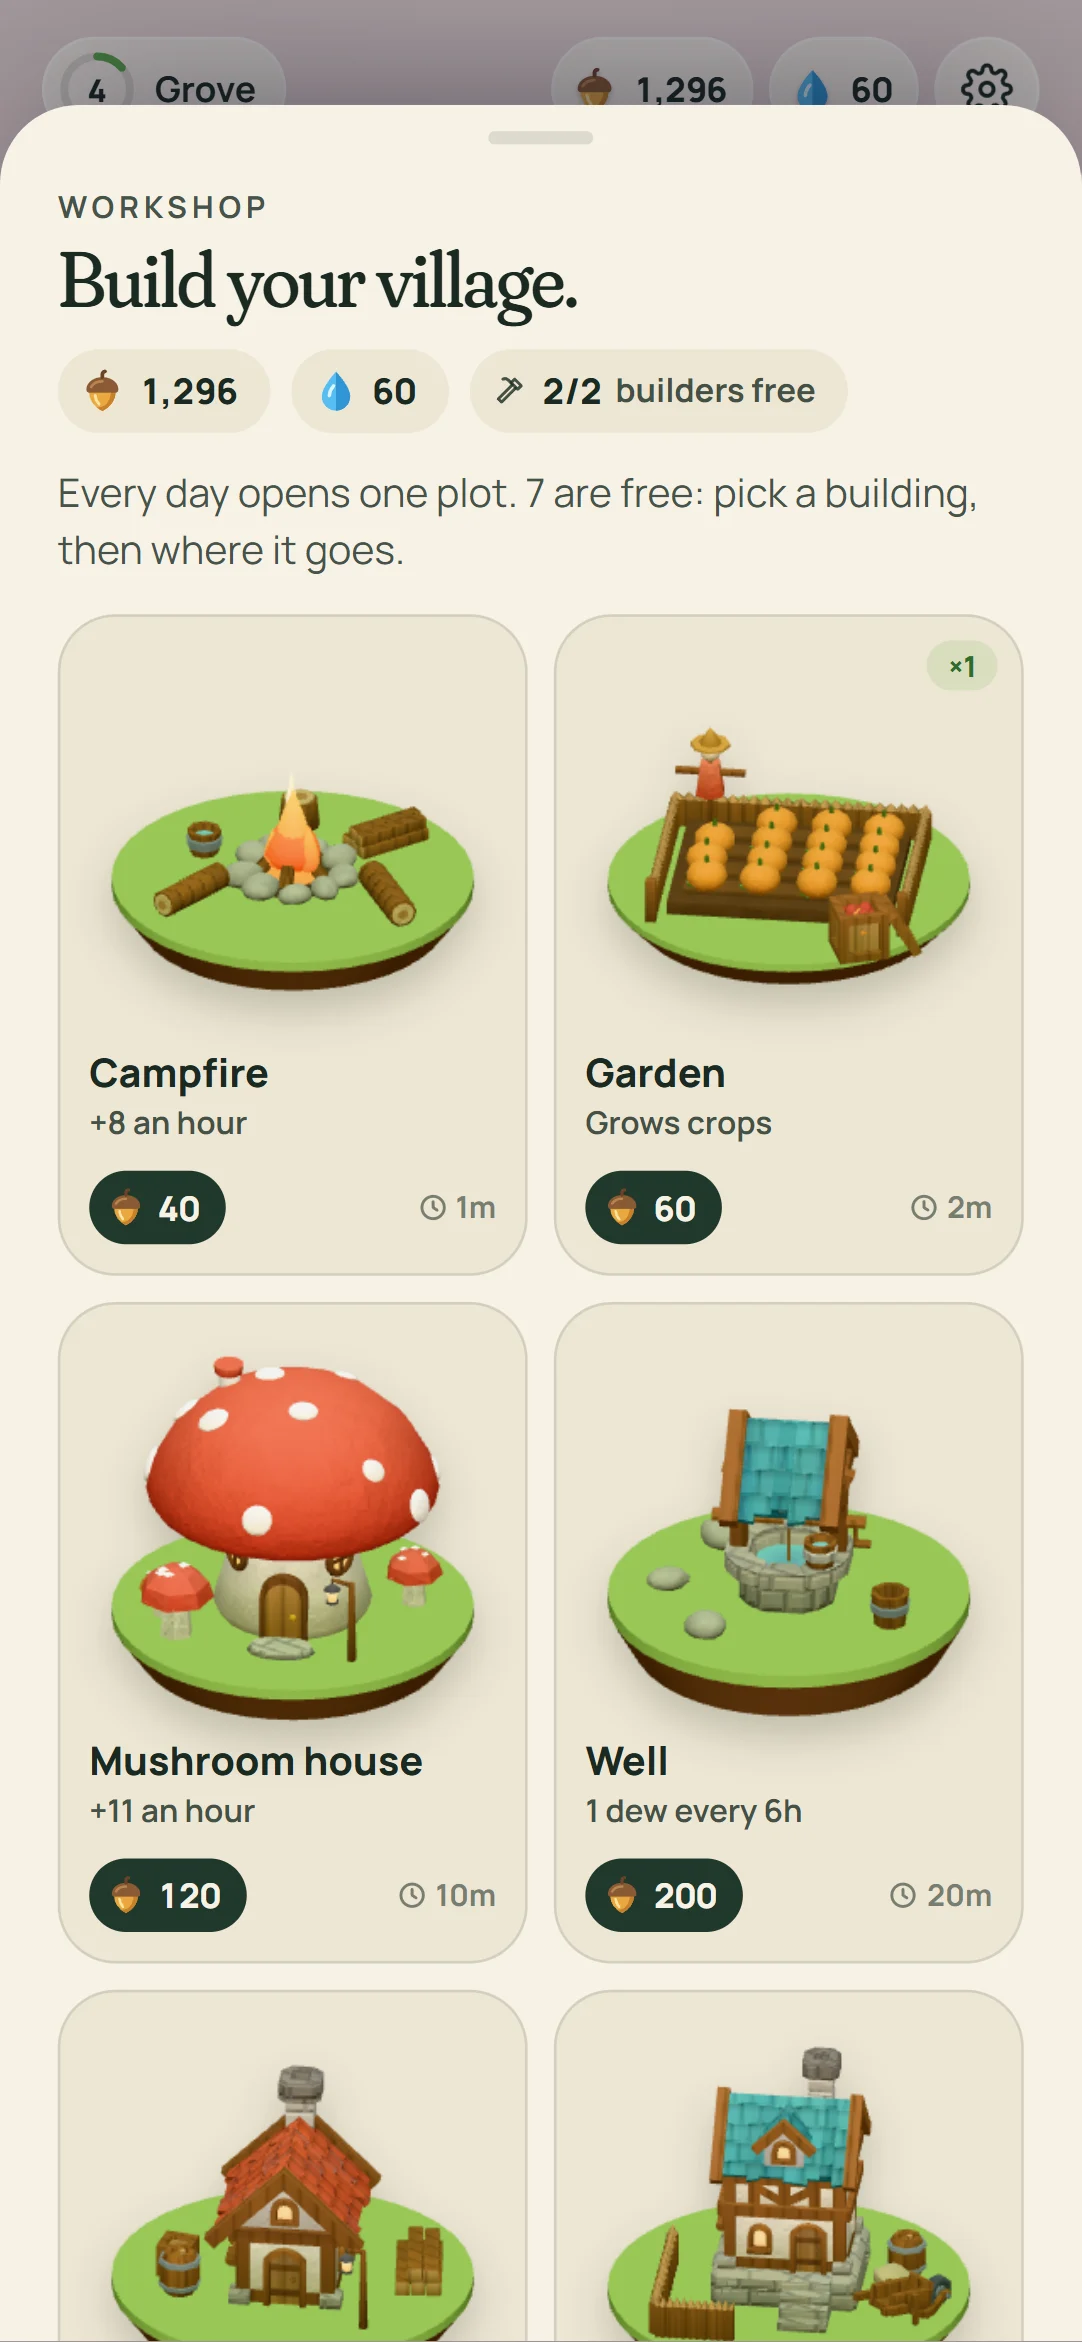 4 Grove 1,296 60
WORKSHOP
Build your village.
1,296 60 2/2 builders free
Every day opens one plot. 7 are free: pick a building,
then where it goes.
×1
Campfire
+8 an hour
40 1m
Garden
Grows crops
60 2m
Mushroom house
+11 an hour
120 10m
Well
1 dew every 6h
200 20m